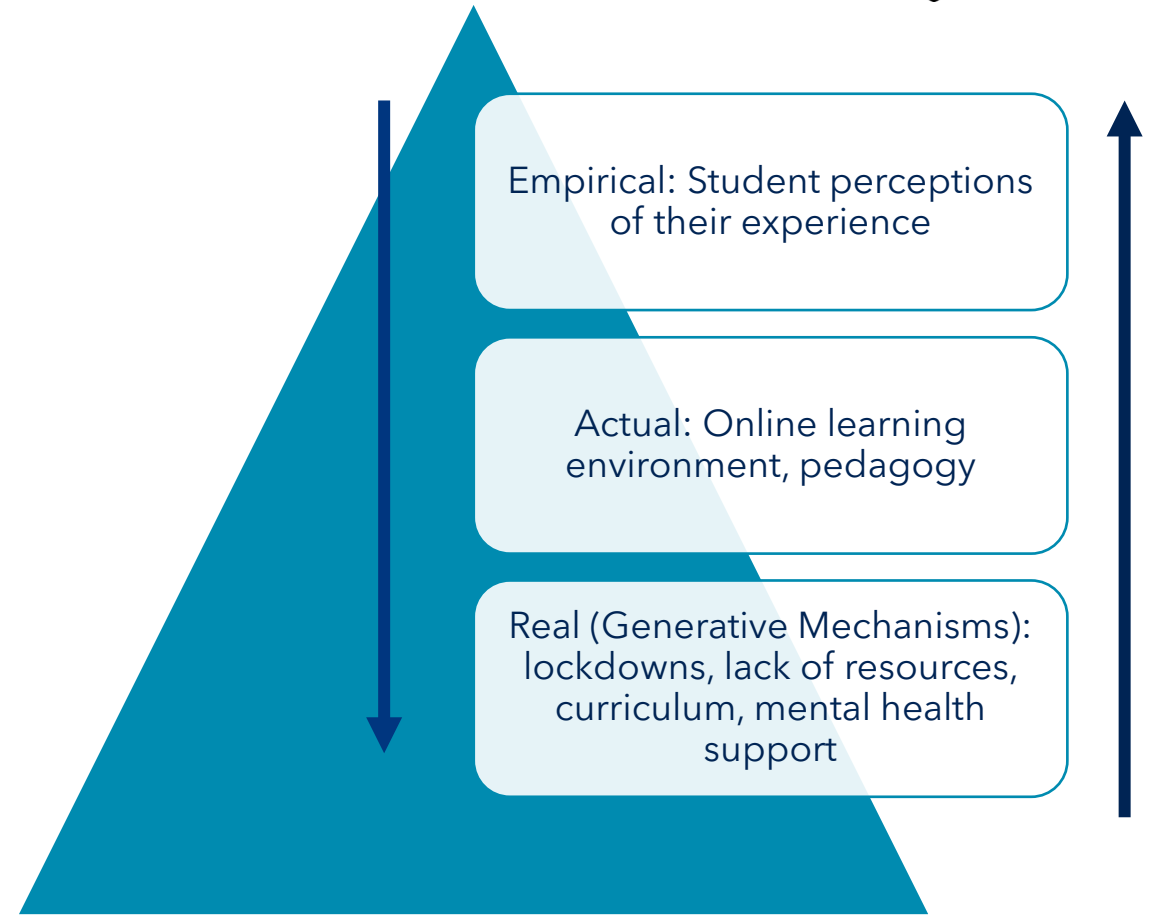 Empirical: Student perceptions
of their experience
Actual: Online learning
environment, pedagogy
Real (Generative Mechanisms):
lockdowns, lack of resources,
curriculum, mental health
support